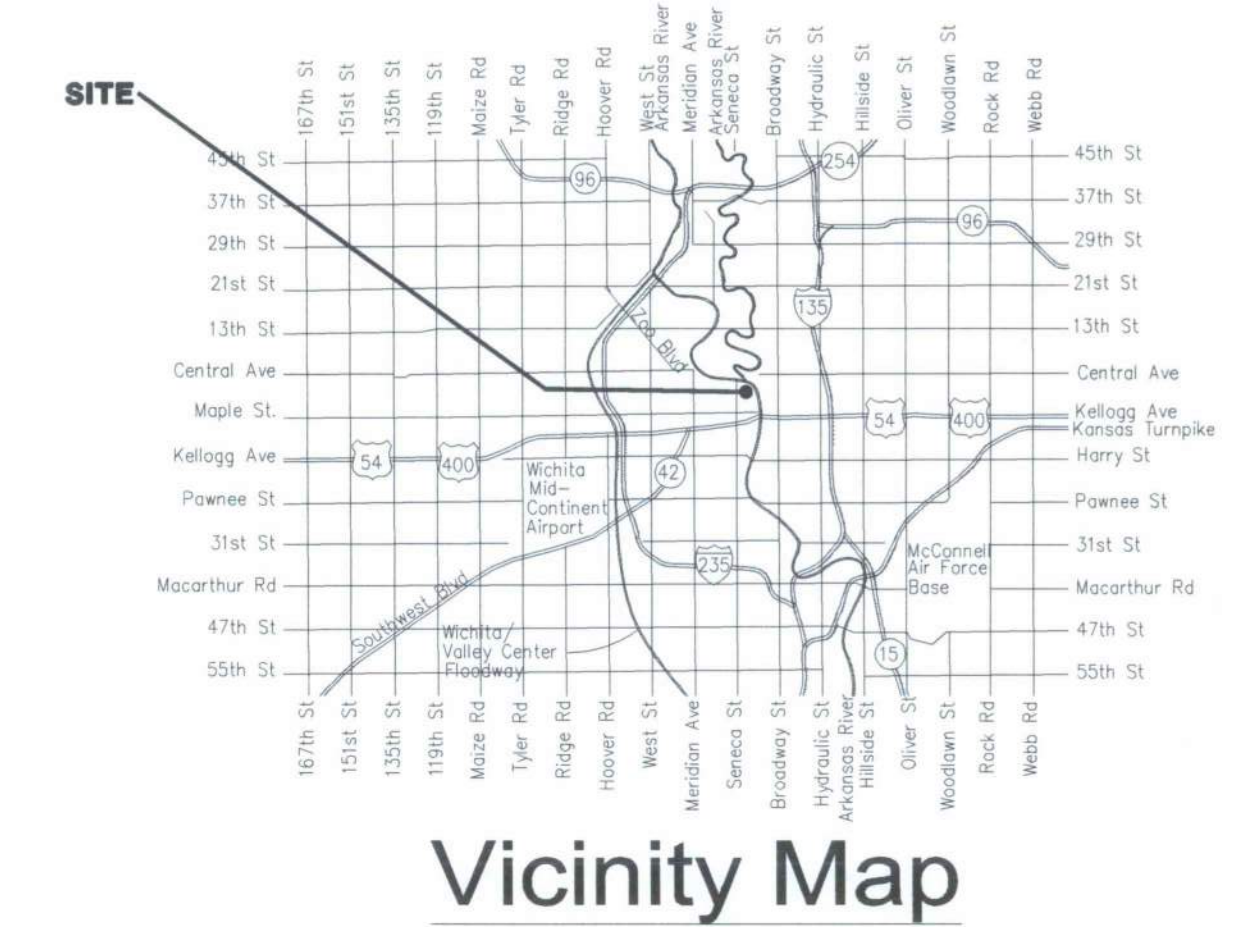 SITE
167th St
151st St
135th St
119th St
Maize Rd
Tyler Rd
Ridge Rd
Hoover Rd
West St
Arkansas River
Meridian Ave
Arkansas River
Seneca St
Broadway St
Hydraulic St
Hillside St
Oliver St
Woodlawn St
Rock Rd
Webb Rd
45th St
37th St
29th St
21st St
13th St
Central Ave
Maple St.
Kellogg Ave
Pawnee St
31st St
Macarthur Rd
47th St
55th St
96
254
96
135
Zoo Blvd
54
400
54
400
42
Wichita
Mid-
Continent
Airport
235
McConnell
Air Force
Base
Southwest Blvd
Wichita/
Valley Center
Floodway
15
45th St
37th St
29th St
21st St
13th St
Central Ave
Kellogg Ave
Kansas Turnpike
Harry St
Pawnee St
31st St
Macarthur Rd
47th St
55th St
167th St
151st St
135th St
119th St
Maize Rd
Tyler Rd
Ridge Rd
Hoover Rd
West St
Meridian Ave
Seneca St
Broadway St
Hydraulic St
Arkansas River
Hillside St
Oliver St
Woodlawn St
Rock Rd
Webb Rd
Vicinity Map